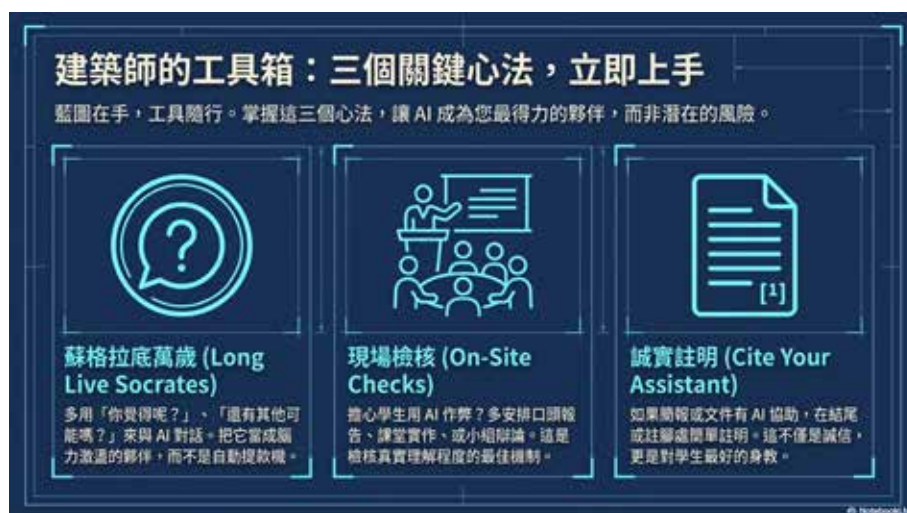 建築師的工具箱：三個關鍵心法，立即上手
藍圖在手，工具隨行。掌握這三個心法，讓 AI 成為您最得力的夥伴，而非潛在的風險。
蘇格拉底萬歲 (Long
Live Socrates)
多用「你覺得呢？」、「還有其他可
能嗎？」來與 AI 對話。把它當成腦
力激盪的夥伴，而不是自動提款機。
現場檢核 (On-Site
Checks)
擔心學生用 AI 作弊？多安排口頭報
告、課堂實作、或小組辯論。這是
檢核真實理解程度的最佳機制。
[1]
誠實註明 (Cite Your
Assistant)
如果簡報或文件有 AI 協助，在結尾
或註腳處簡單註明。這不僅是誠信，
更是對學生最好的身教。